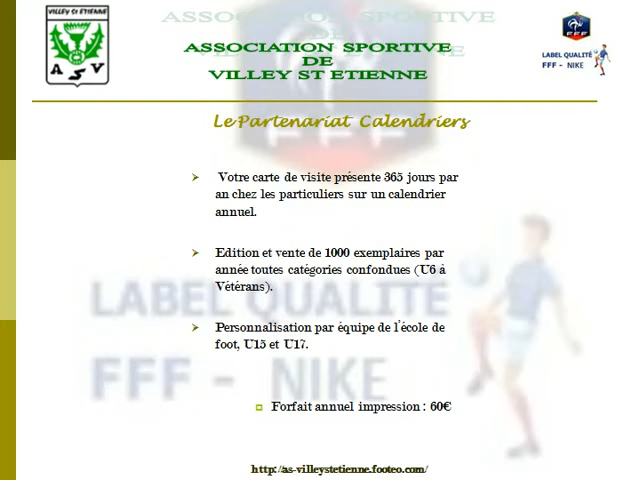 VILLEY St ETIENNE
A S V
ASSOCIATION SPORTIVE
DE
VILLEY ST ETIENNE
FFF
LABEL QUALITÉ
FFF - NIKE
Le Partenariat Calendriers
Votre carte de visite présente 365 jours par
an chez les particuliers sur un calendrier
annuel.
Edition et vente de 1000 exemplaires par
année toutes catégories confondues (U6 à
Vétérans).
Personnalisation par équipe de l'école de
foot, U15 et U17.
Forfait annuel impression : 60€
LABEL QUALITÉ
FFF - NIKE
http://as-villeystetienne.footeo.com/